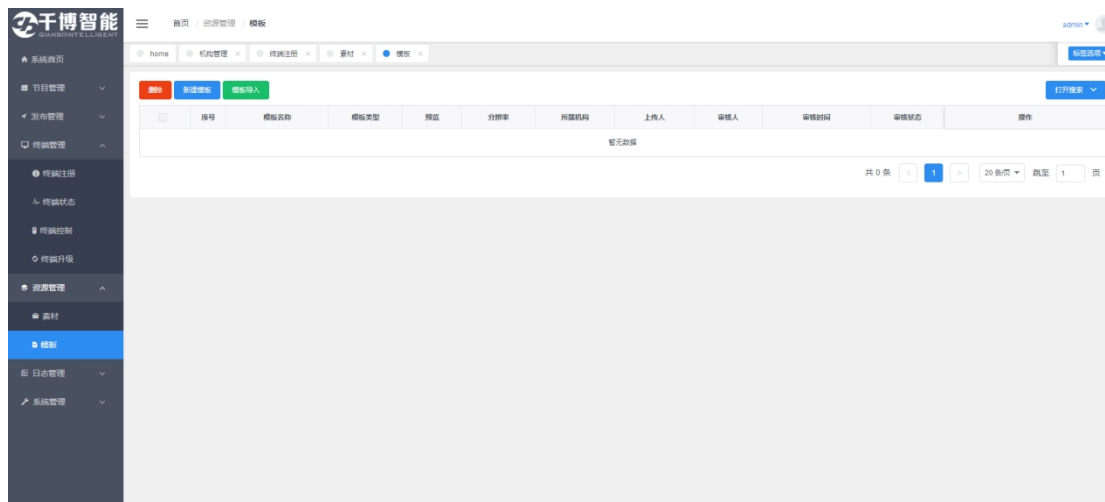 千博智能
QIANBOINTELLIGENT
首页 / 资源管理 / 模板
admin
系统首页
home 机构管理 × 终端注册 × 素材 × 模板 ×
标签选项
节目管理
删除 新建模板 模板导入
打开搜索
序号 模板名称 模板类型 预览 分辨率 所属机构 上传人 审核人 审核时间 审核状态 操作
发布管理
暂无数据
终端管理
共 0 条 < 1 > 20 条/页 跳至 1 页
终端注册
终端状态
终端控制
终端升级
资源管理
素材
模板
日志管理
系统管理